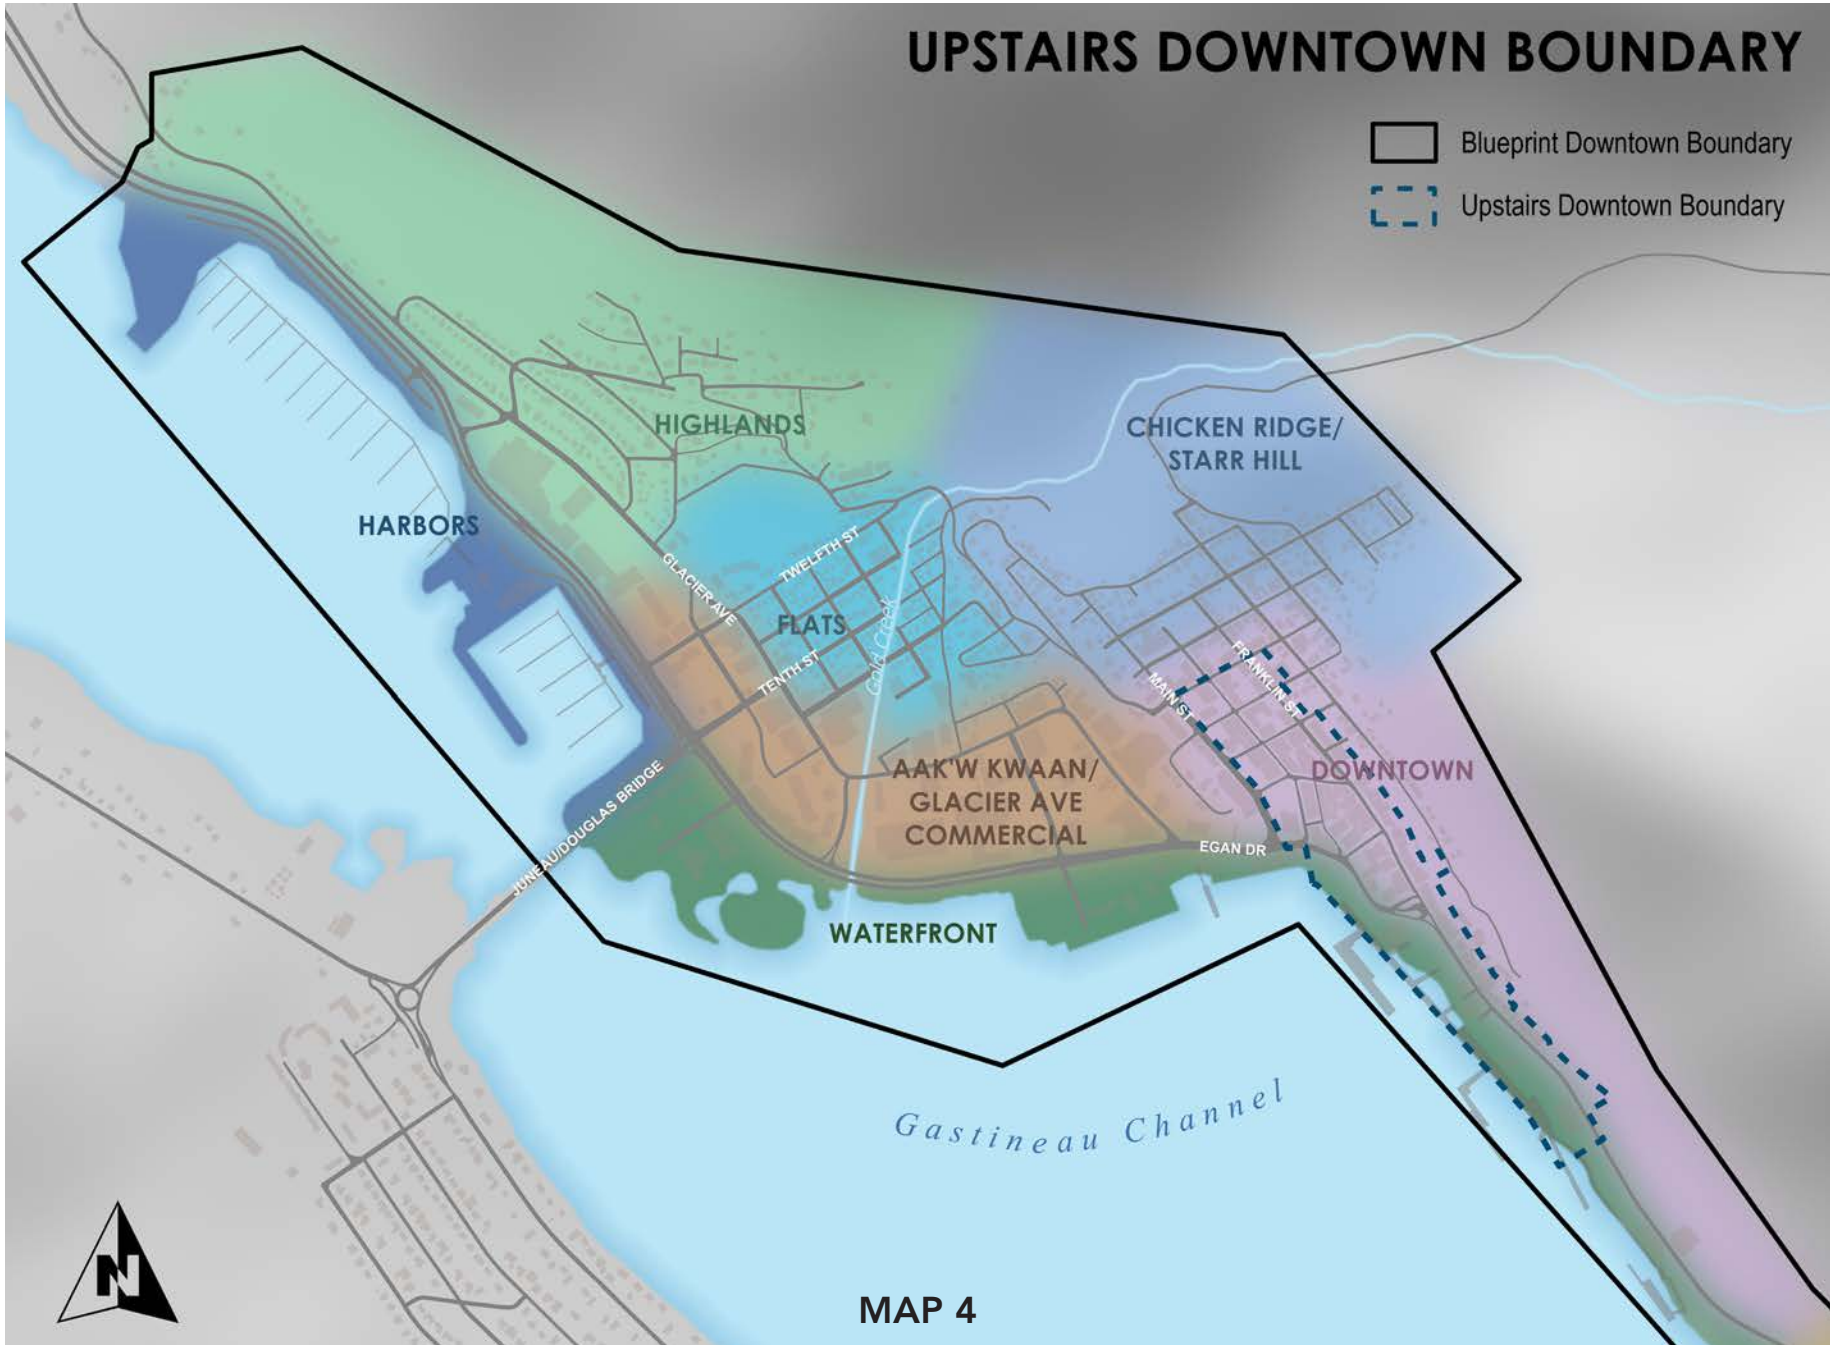 UPSTAIRS DOWNTOWN BOUNDARY
Blueprint Downtown Boundary
Upstairs Downtown Boundary
HIGHLANDS
CHICKEN RIDGE/
STARR HILL
HARBORS
TWELFTH ST
GLACIER AVE
FLATS
Gold Creek
TENTH ST
FRANKLIN ST
MAIN ST
DOWNTOWN
AAK'W KWAAN/
GLACIER AVE
COMMERCIAL
JUNEAU/DOUGLAS BRIDGE
EGAN DR
WATERFRONT
Gastineau Channel
N
MAP 4